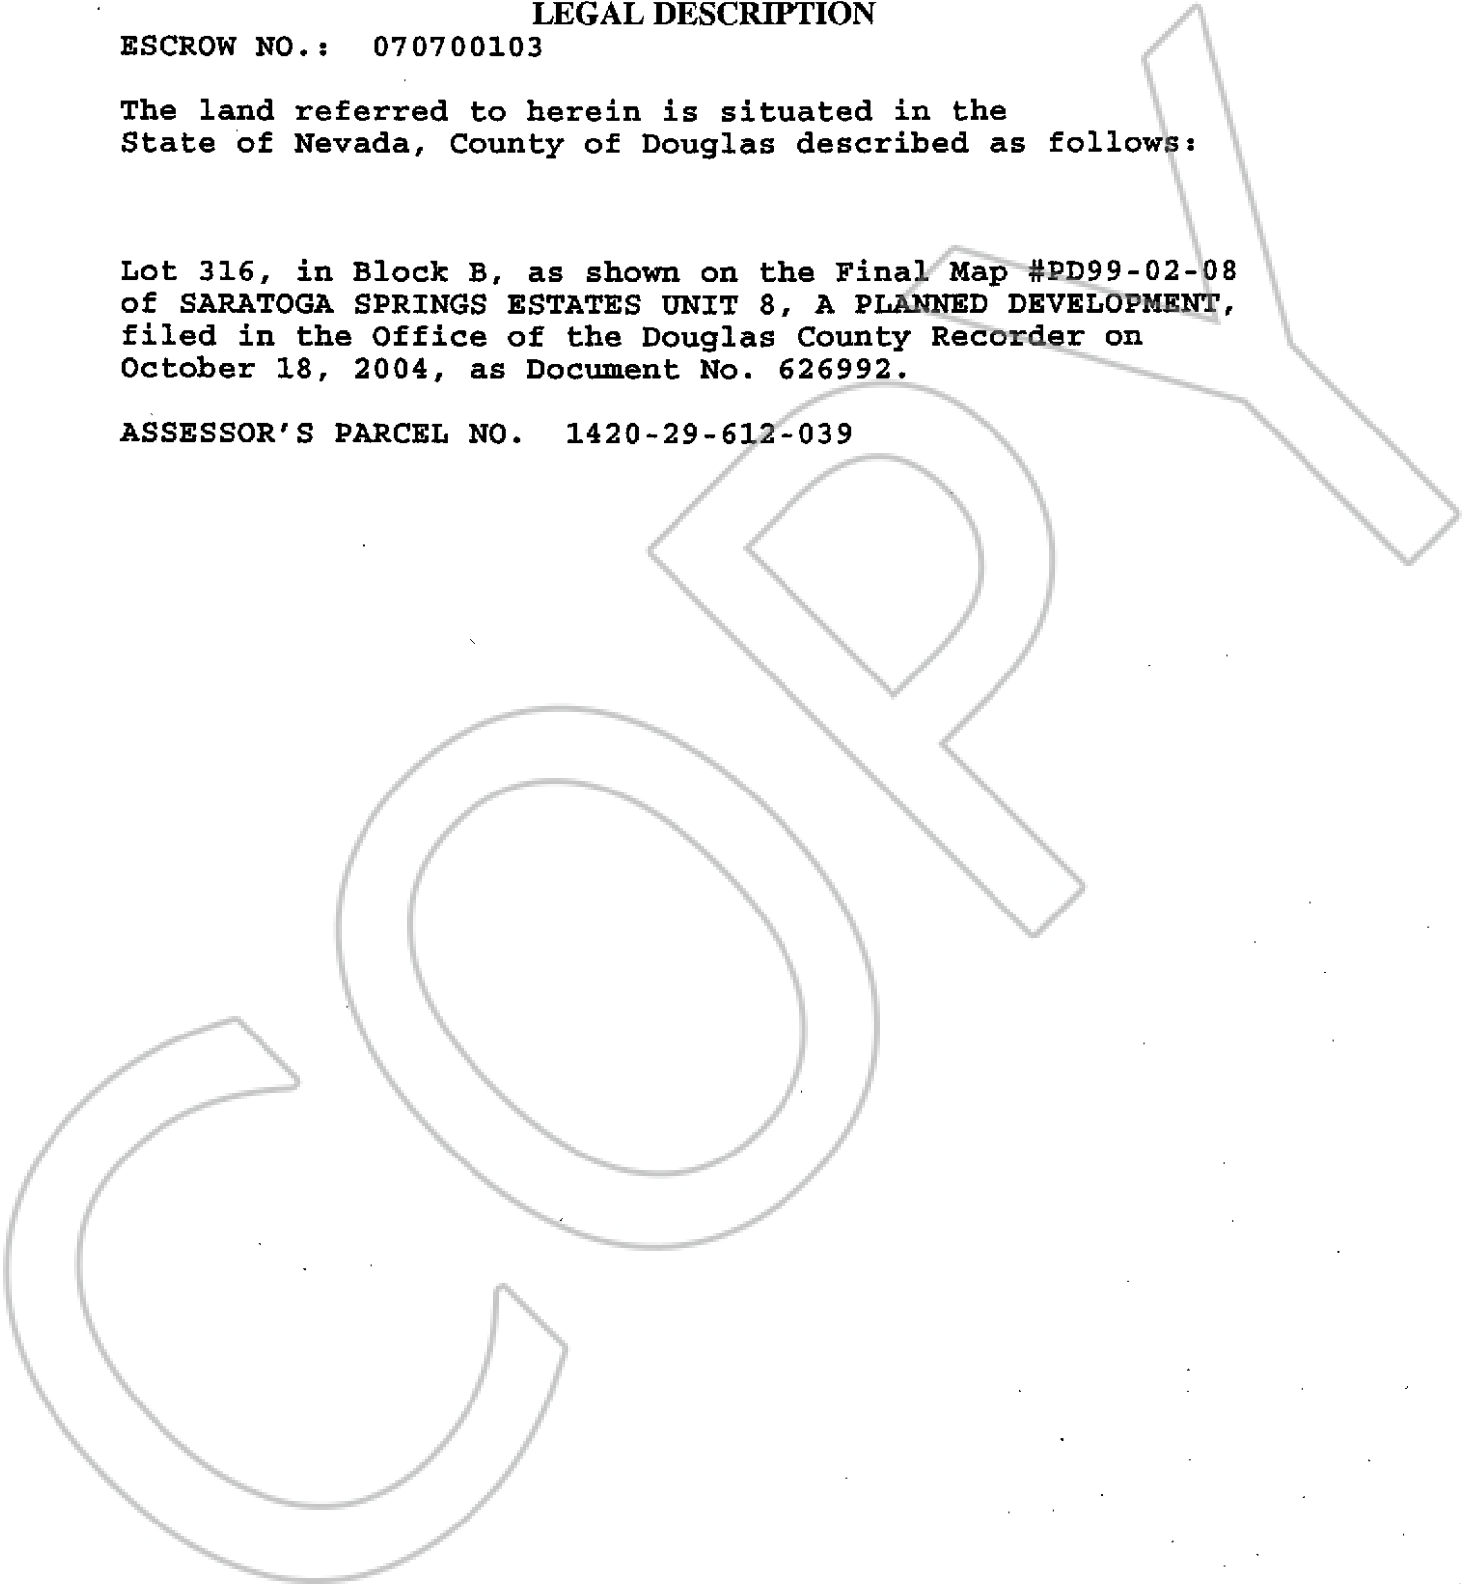 LEGAL DESCRIPTION
ESCROW NO.: 070700103
The land referred to herein is situated in the
State of Nevada, County of Douglas described as follows:
Lot 316, in Block B, as shown on the Final Map #PD99-02-08
of SARATOGA SPRINGS ESTATES UNIT 8, A PLANNED DEVELOPMENT,
filed in the Office of the Douglas County Recorder on
October 18, 2004, as Document No. 626992.
ASSESSOR'S PARCEL NO. 1420-29-612-039
COPY